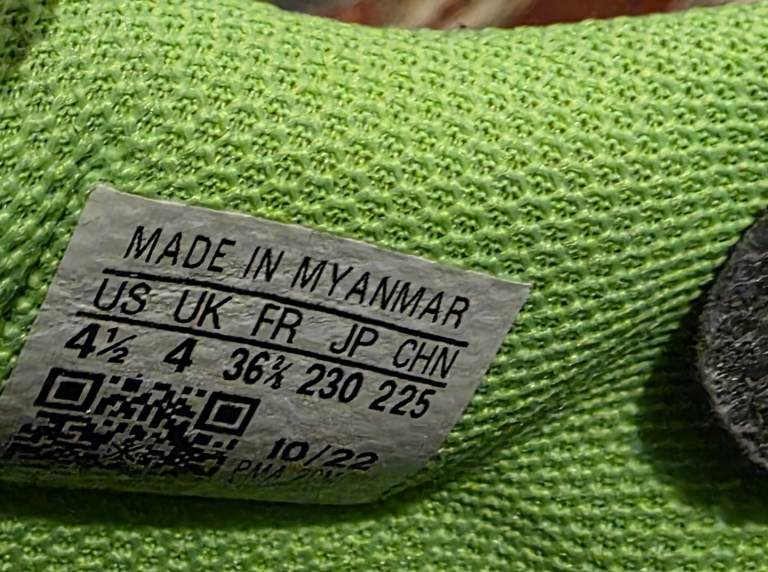 MADE IN MYANMAR
US UK FR JP CHN
4½ 4 36⅔ 230 225
10/22